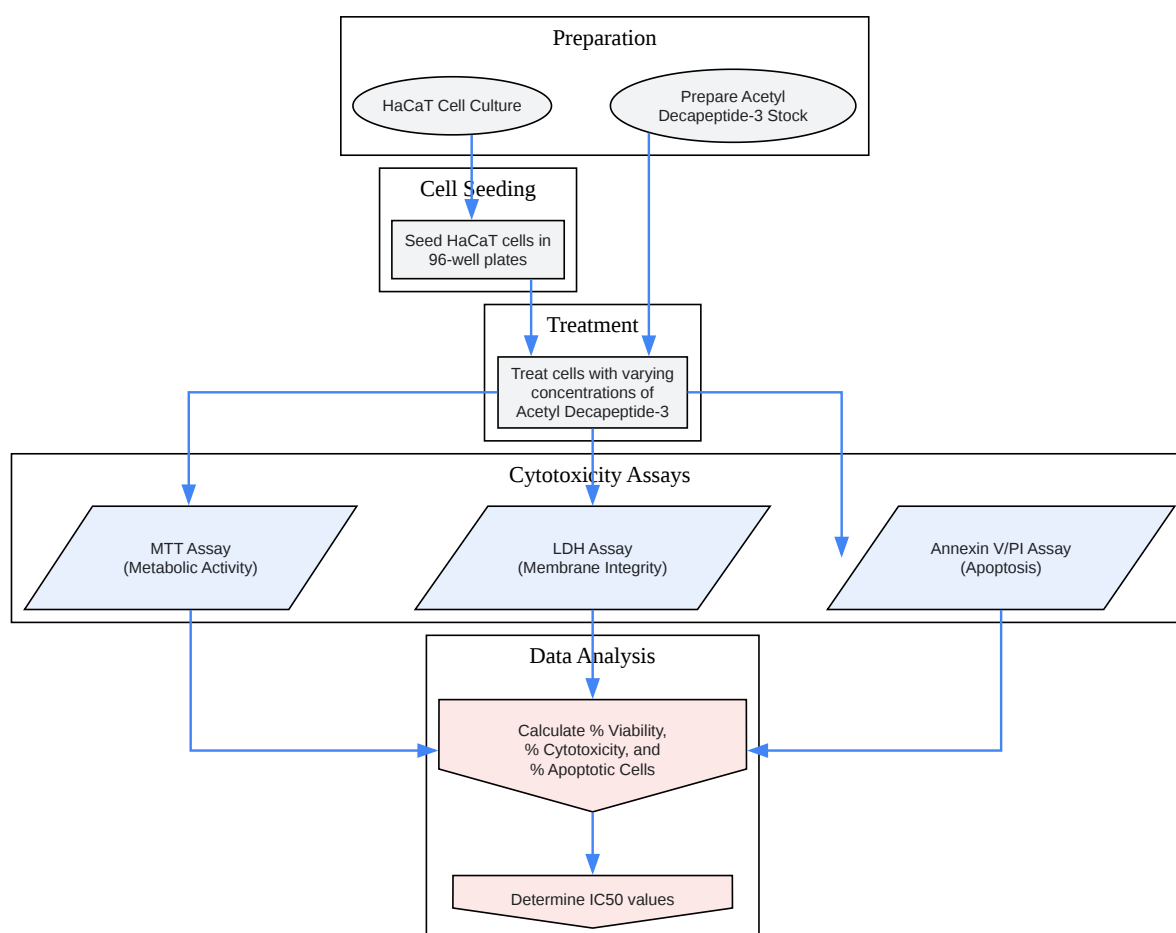 Preparation
HaCaT Cell Culture
Prepare Acetyl
Decapeptide-3 Stock
Cell Seeding
Seed HaCaT cells in
96-well plates
Treatment
Treat cells with varying
concentrations of
Acetyl Decapeptide-3
Cytotoxicity Assays
MTT Assay
(Metabolic Activity)
LDH Assay
(Membrane Integrity)
Annexin V/PI Assay
(Apoptosis)
Data Analysis
Calculate % Viability,
% Cytotoxicity, and
% Apoptotic Cells
Determine IC50 values